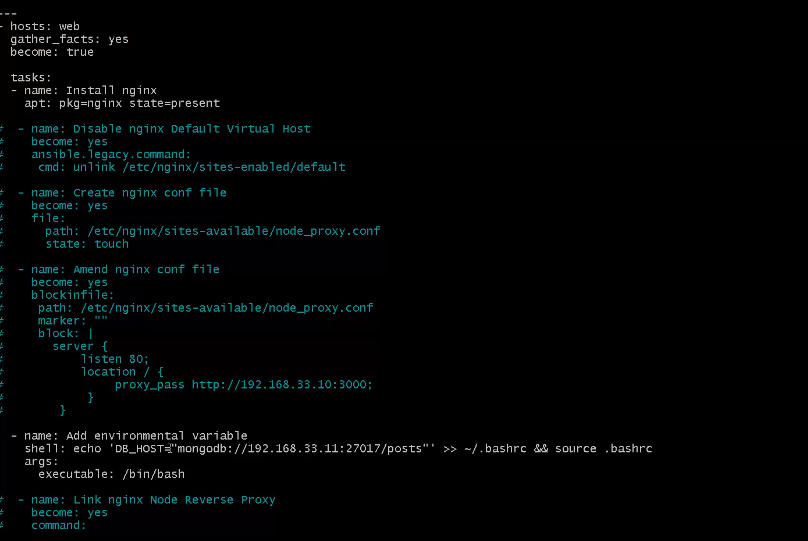 ---
- hosts: web
gather_facts: yes
become: true
tasks:
- name: Install nginx
apt: pkg=nginx state=present
# - name: Disable nginx Default Virtual Host
# become: yes
# ansible.legacy.command:
# cmd: unlink /etc/nginx/sites-enabled/default
# - name: Create nginx conf file
# become: yes
# file:
# path: /etc/nginx/sites-available/node_proxy.conf
# state: touch
# - name: Amend nginx conf file
# become: yes
# blockinfile:
# path: /etc/nginx/sites-available/node_proxy.conf
# marker: ""
# block: |
# server {
# listen 80;
# location / {
# proxy_pass http://192.168.33.10:3000;
# }
# }
- name: Add environmental variable
shell: echo 'DB_HOST="mongodb://192.168.33.11:27017/posts"' >> ~/.bashrc && source .bashrc
args:
executable: /bin/bash
# - name: Link nginx Node Reverse Proxy
# become: yes
# command: